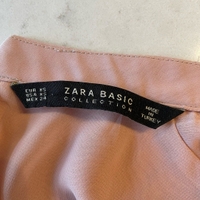 EUR XS
USA XS
MEX 24
ZARA BASIC
COLLECTION
MADE IN
TURKEY